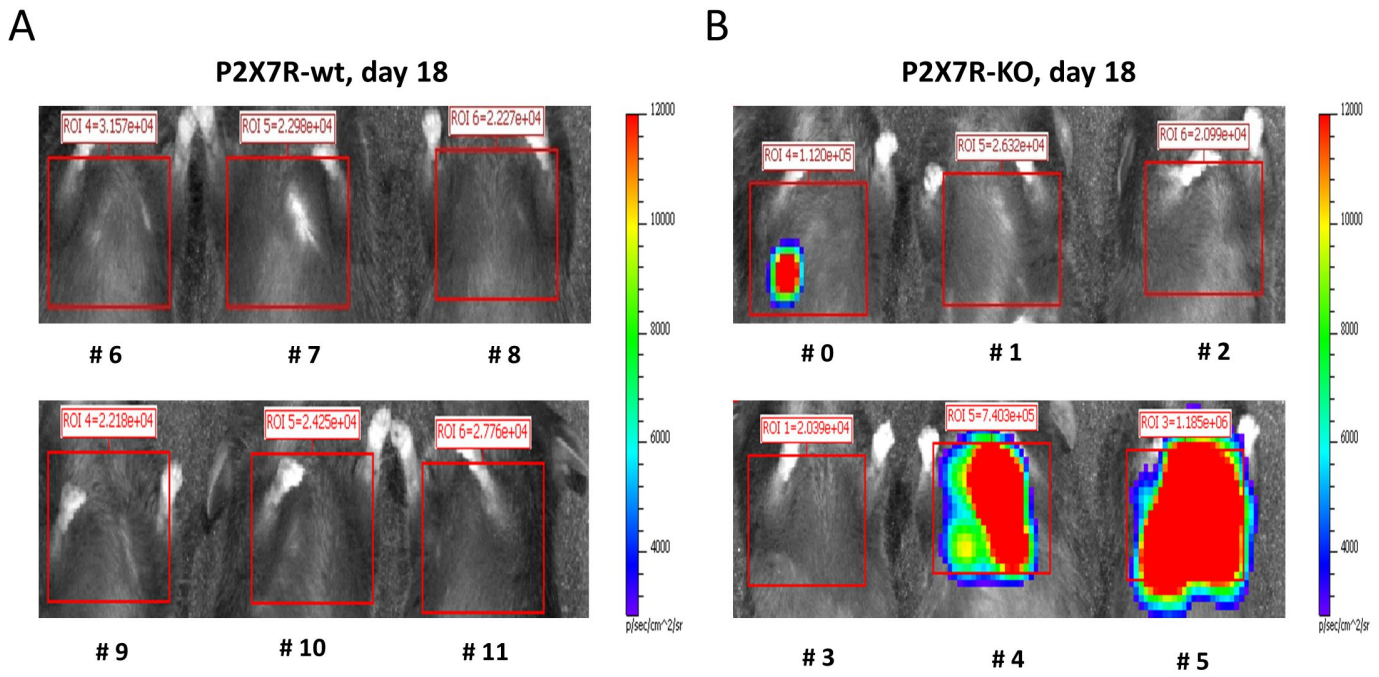 A
B
P2X7R-wt, day 18
P2X7R-KO, day 18
ROI 4=3.157e+04
ROI 5=2.298e+04
ROI 6=2.227e+04
# 6
# 7
# 8
ROI 4=2.218e+04
ROI 5=2.425e+04
ROI 6=2.776e+04
# 9
# 10
# 11
12000
10000
8000
6000
4000
p/sec/cm^2/sr
ROI 4=1.120e+05
ROI 5=2.632e+04
ROI 6=2.099e+04
# 0
# 1
# 2
ROI 1=2.039e+04
ROI 5=7.403e+05
ROI 3=1.185e+06
# 3
# 4
# 5
12000
10000
8000
6000
4000
p/sec/cm^2/sr